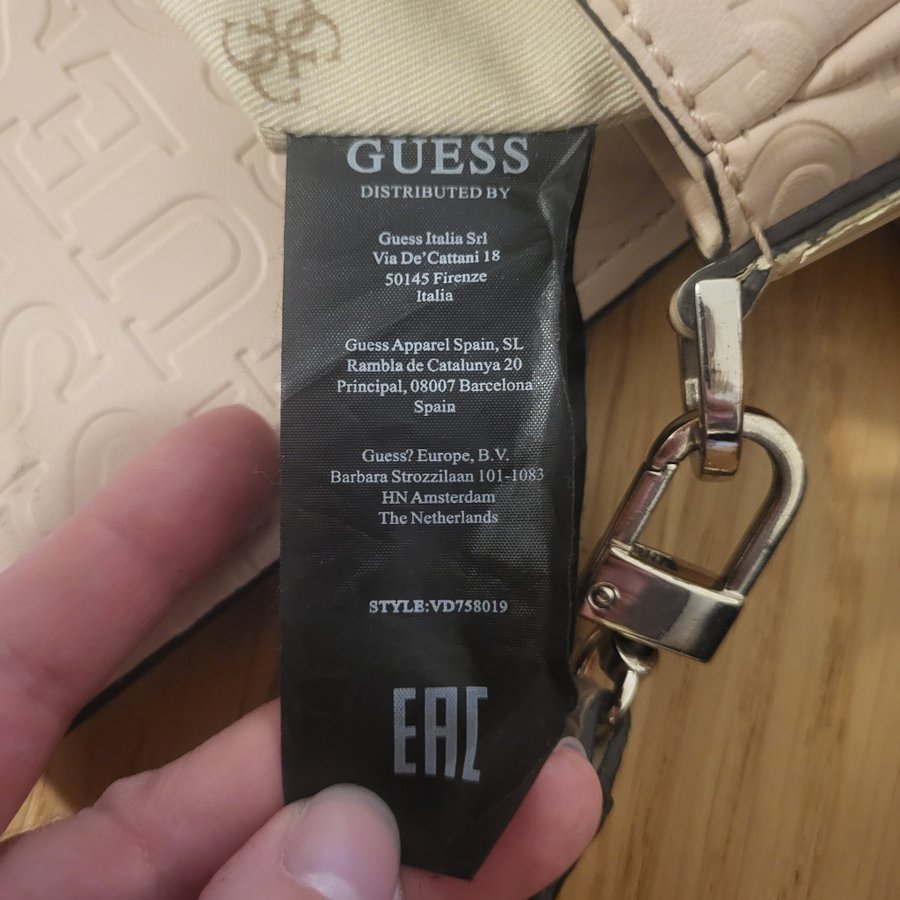 GUESS
DISTRIBUTED BY
Guess Italia Srl
Via De'Cattani 18
50145 Firenze
Italia
Guess Apparel Spain, SL
Rambla de Catalunya 20
Principal, 08007 Barcelona
Spain
Guess? Europe, B.V.
Barbara Strozzilaan 101-1083
HN Amsterdam
The Netherlands
STYLE:VD758019
EAC